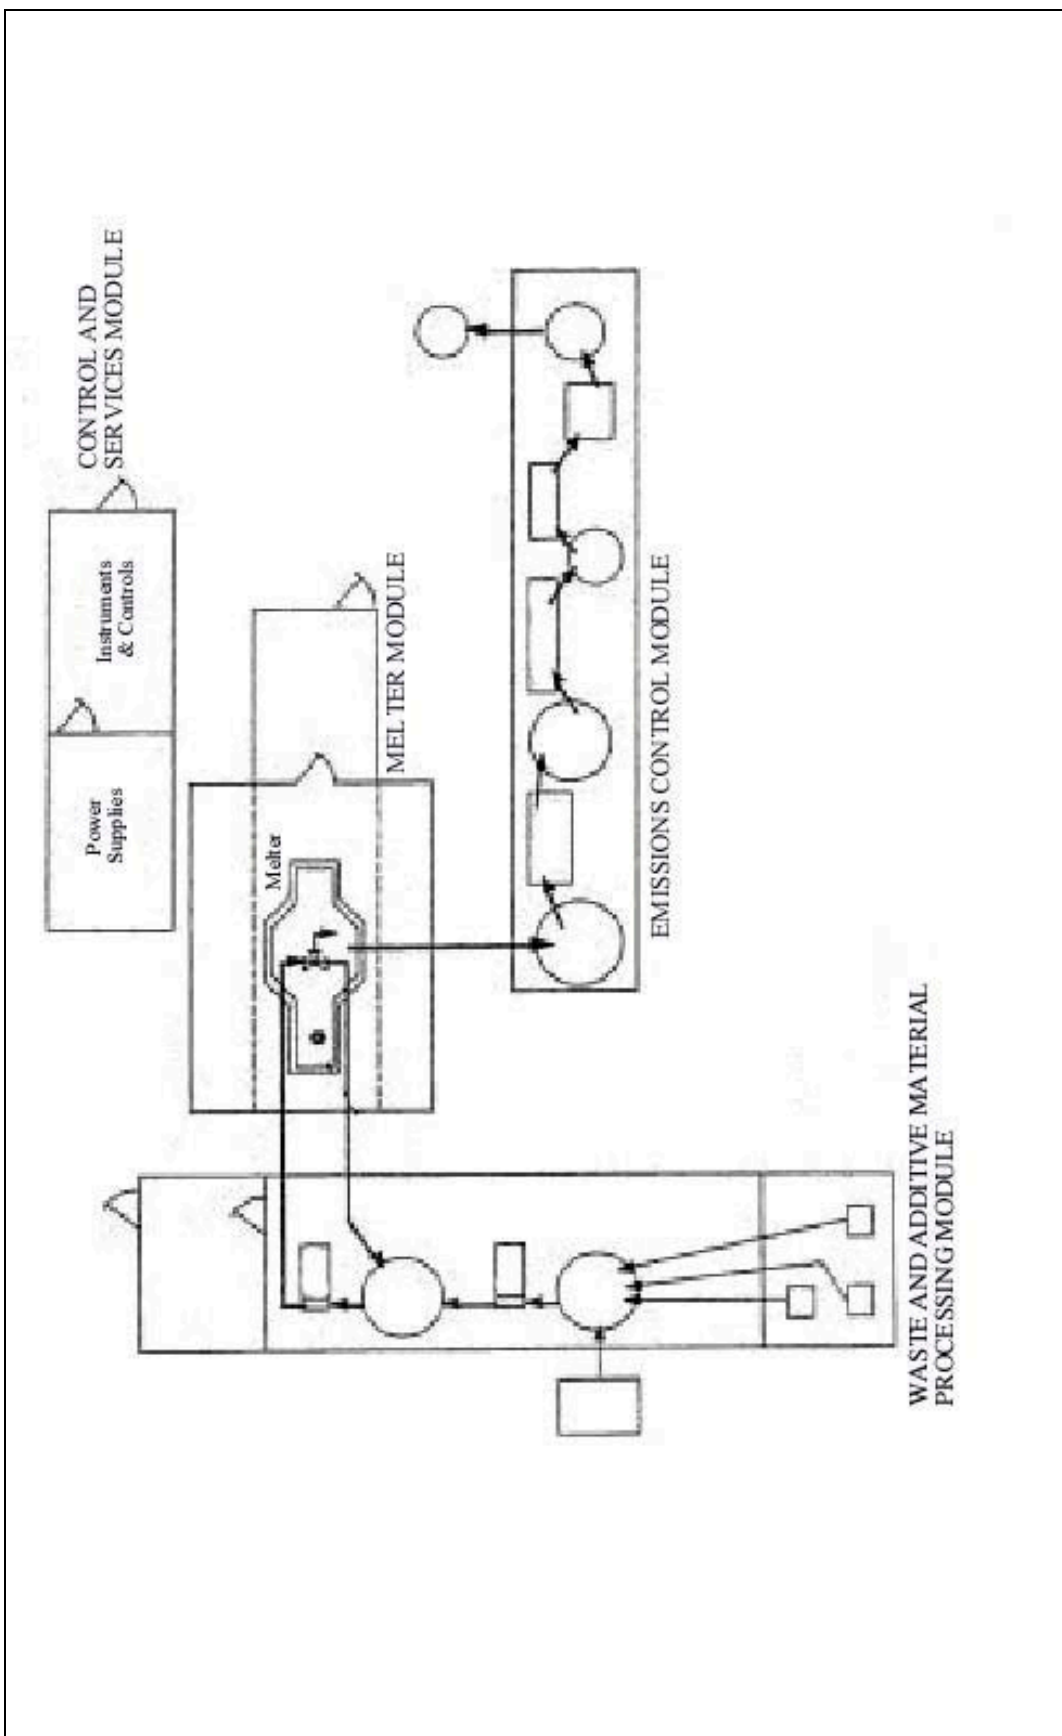 CONTROL AND
SERVICES MODULE
Power
Supplies
Instruments
& Controls
Melter
MELTER MODULE
EMISSIONS CONTROL MODULE
WASTE AND ADDITIVE MATERIAL
PROCESSING MODULE